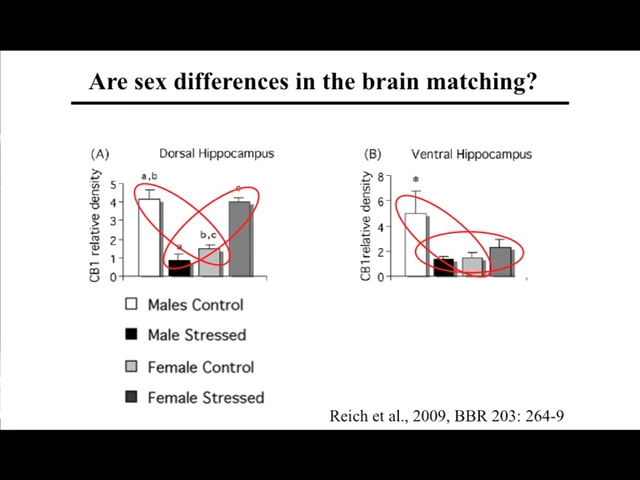 Are sex differences in the brain matching?
(A) Dorsal Hippocampus
a,b
a
b,c
c
CB1 relative density
5
4
3
2
1
0
(B) Ventral Hippocampus
*
CB1relative density
8
6
4
2
0
Males Control
Male Stressed
Female Control
Female Stressed
Reich et al., 2009, BBR 203: 264-9